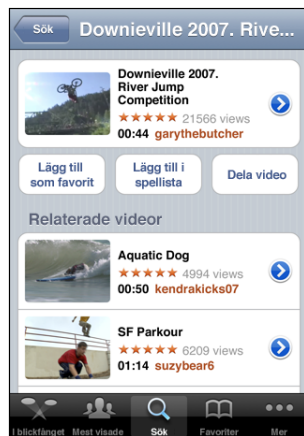 Sök
Downieville 2007. Rive...
Downieville 2007.
River Jump
Competition
21566 views
00:44 garythebutcher
Lägg till
som favorit
Lägg till i
spellista
Dela video
Relaterade videor
Aquatic Dog
4994 views
00:50 kendrakicks07
SF Parkour
6209 views
01:14 suzybear6
I blickfånget
Mest visade
Sök
Favoriter
Mer